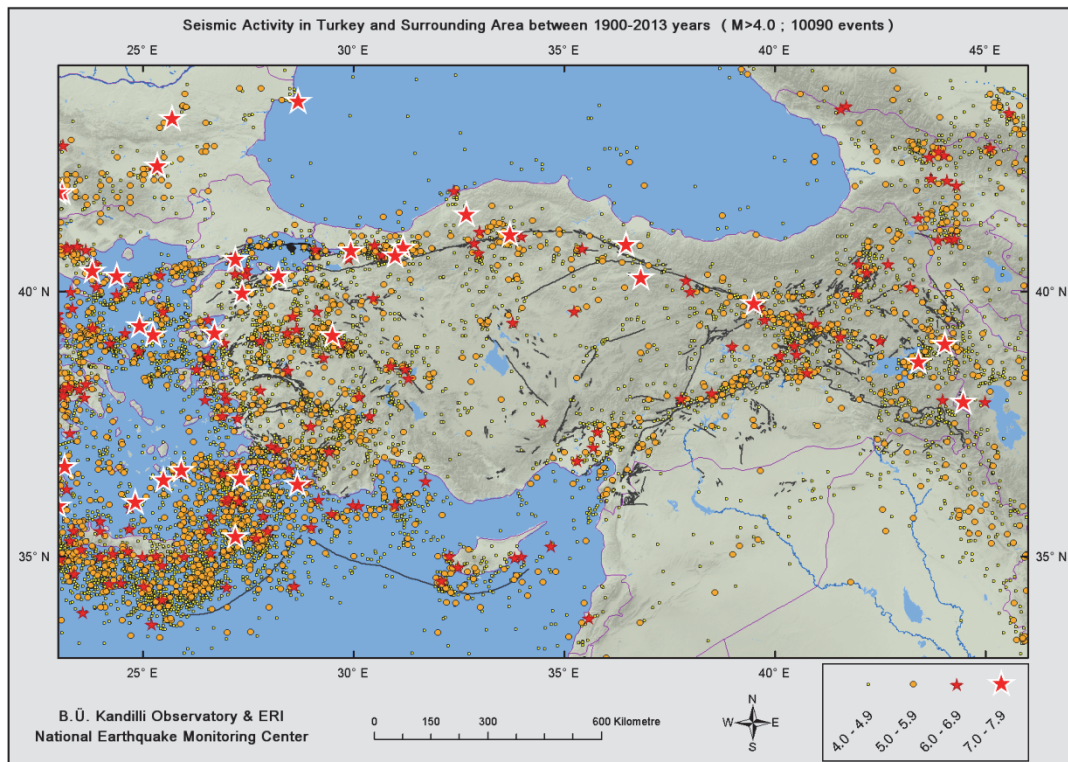 Seismic Activity in Turkey and Surrounding Area between 1900-2013 years ( M>4.0 ; 10090 events )
25° E 30° E 35° E 40° E 45° E
40° N 40° N
35° N 35° N
25° E 30° E 35° E 40° E 45° E
B.Ü. Kandilli Observatory & ERI
National Earthquake Monitoring Center
0 150 300 600 Kilometre
N
W E
S
4.0 - 4.9 5.0 - 5.9 6.0 - 6.9 7.0 - 7.9